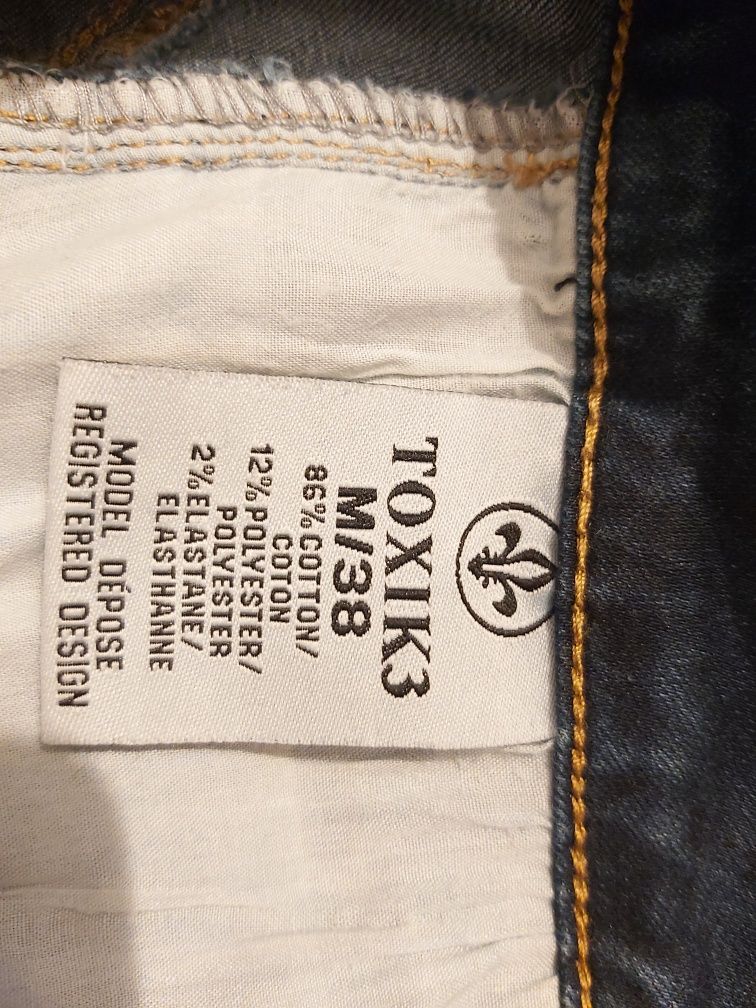 TOXIK3
M/38
86% COTTON/
COTON
12% POLYESTER/
POLYESTER
2% ELASTANE/
ELASTHANNE
MODEL DÉPOSE
REGISTERED DESIGN